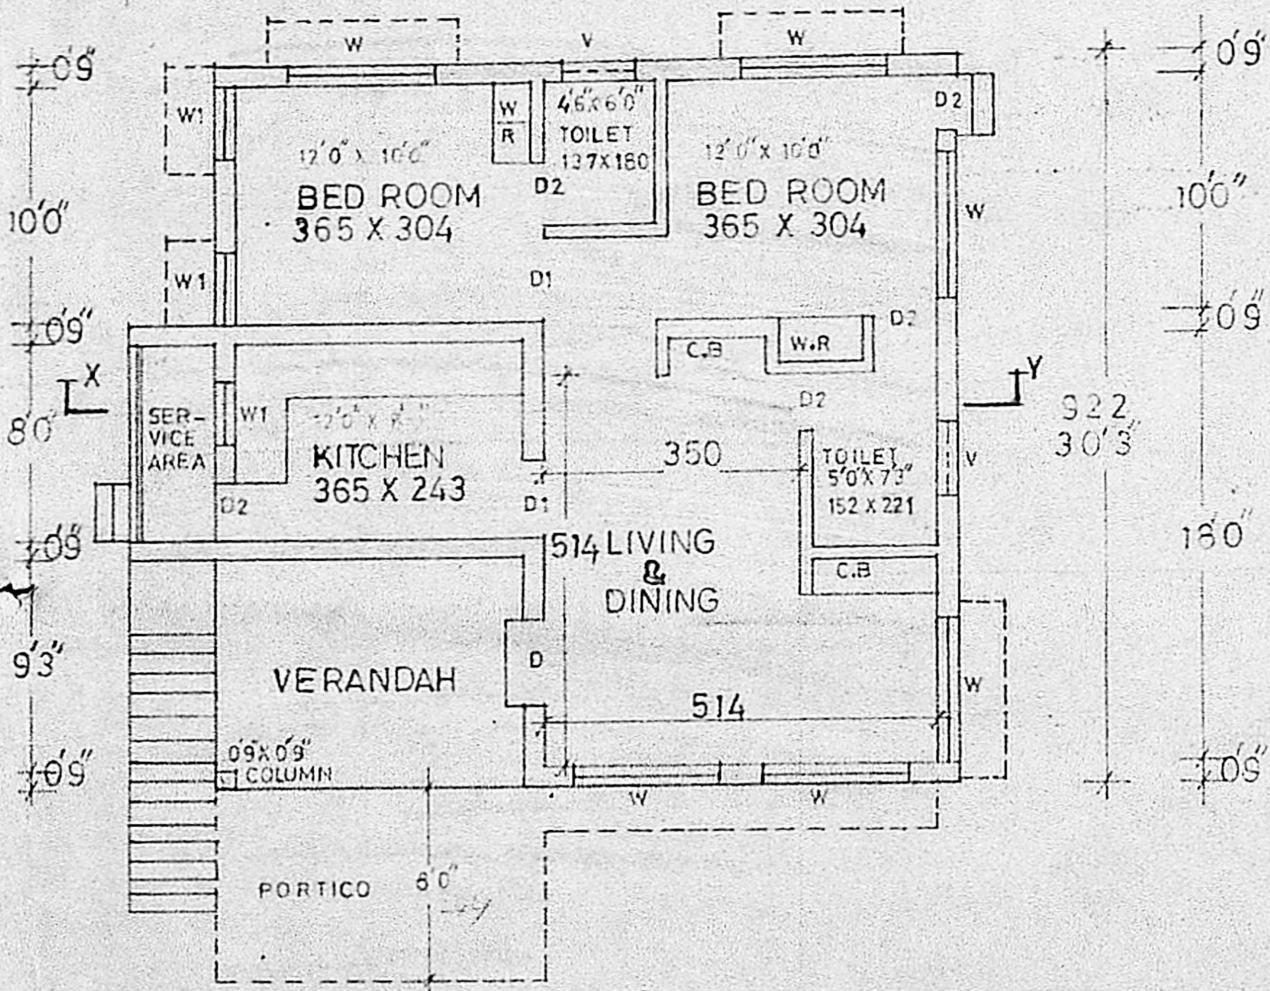 W
V
W
0'9"
0'9"
W1
W
R
4'6"X6'0"
TOILET
137X180
D2
12'0" X 10'0"
BED ROOM
365 X 304
D2
12'0" X 10'0"
BED ROOM
365 X 304
10'0"
10'0"
W
W1
D1
0'9"
D2
0'9"
C.B
W.R
X
Y
8'0"
SER-
VICE
AREA
W1
KITCHEN
365 X 243
D2
D1
D2
350
TOILET
5'0"X7'3"
152 X 221
V
922
30'3"
0'9"
514
LIVING
&
DINING
C.B
9'3"
VERANDAH
D
514
W
0'9"
0'9"X0'9"
COLUMN
W
W
0'9"
PORTICO
6'0"